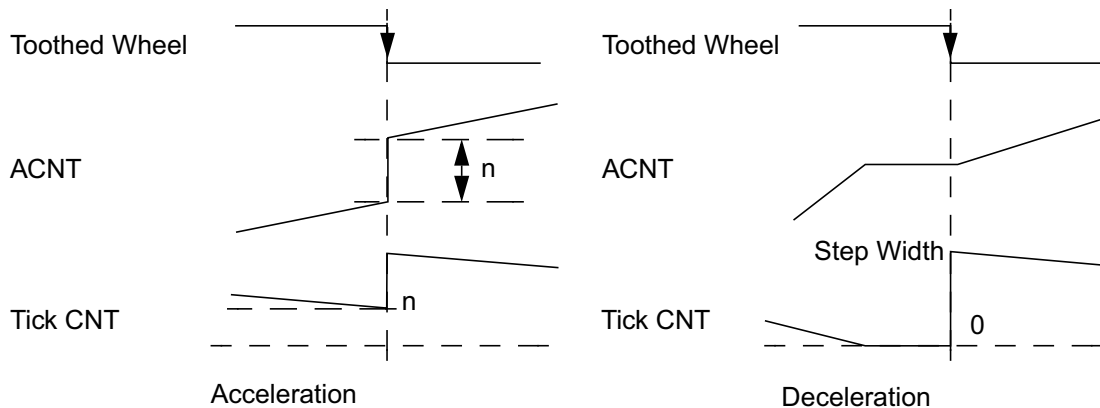 Toothed Wheel
ACNT
n
Tick CNT
n
Acceleration
Toothed Wheel
ACNT
Step Width
Tick CNT
0
Deceleration